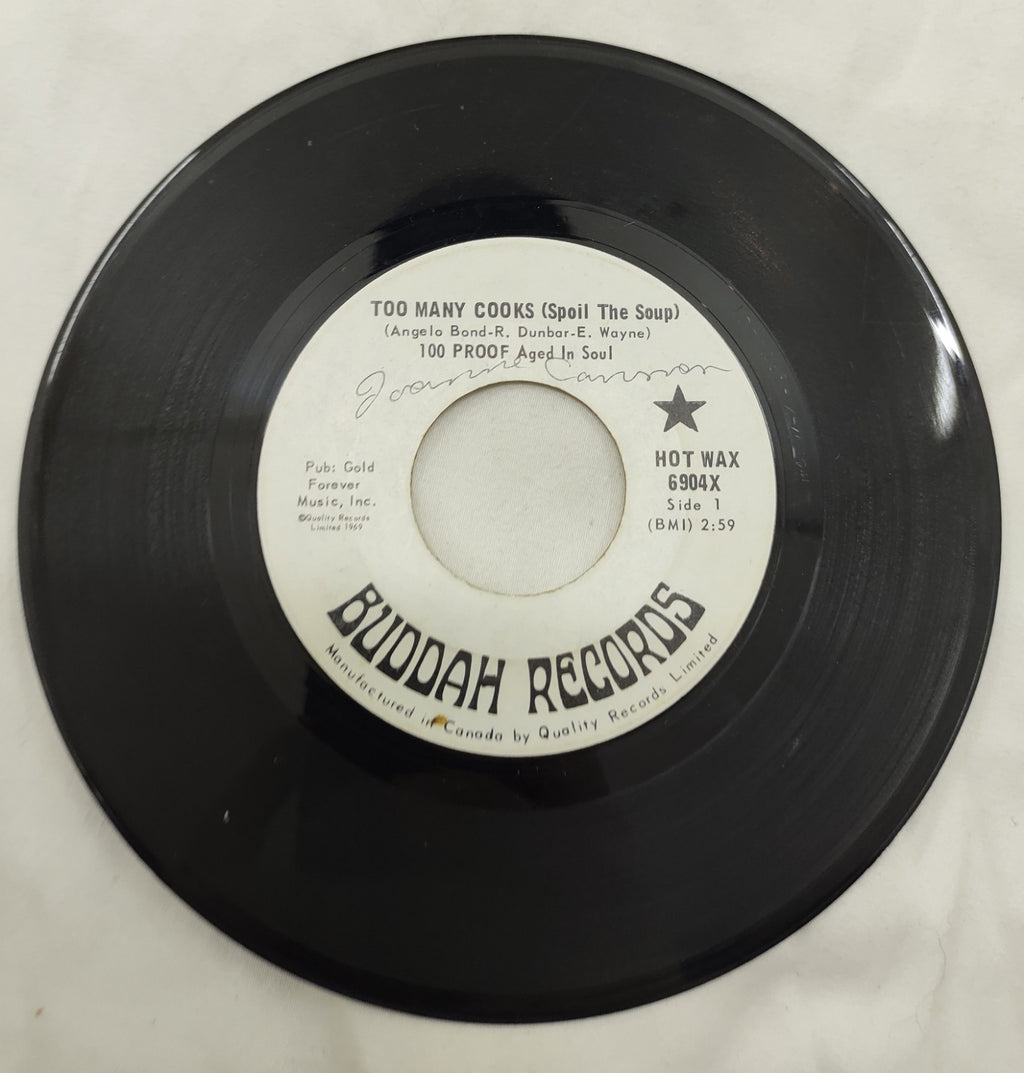 TOO MANY COOKS (Spoil The Soup)
(Angelo Bond-R. Dunbar-E. Wayne)
100 PROOF Aged In Soul
Joanne Cannon
★
HOT WAX
6904X
Side 1
(BMI) 2:59
Pub: Gold
Forever
Music, Inc.
©Quality Records
Limited 1969
BUDDAH RECORDS
Manufactured in Canada by Quality Records Limited